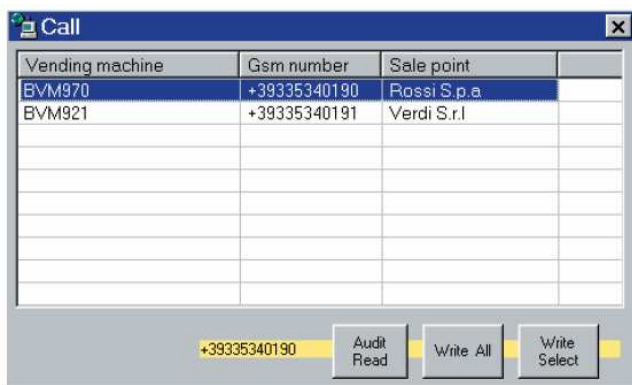 Call
Vending machine Gsm number Sale point
BVM970 +39335340190 Rossi S.p.a
BVM921 +39335340191 Verdi S.r.l
+39335340190 Audit Read Write All Write Select